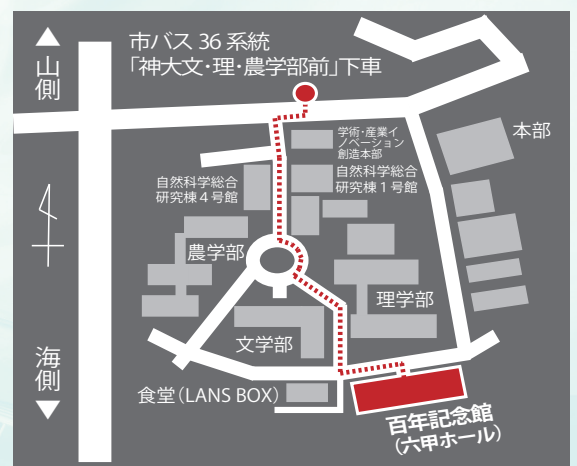 ▲山側
市バス 36 系統
「神大文・理・農学部前」下車
学術・産業イ
ノベーション
創造本部
本部
自然科学総合
研究棟4号館
自然科学総合
研究棟1号館
農学部
理学部
文学部
海側▼
食堂（LANS BOX）
百年記念館
（六甲ホール）